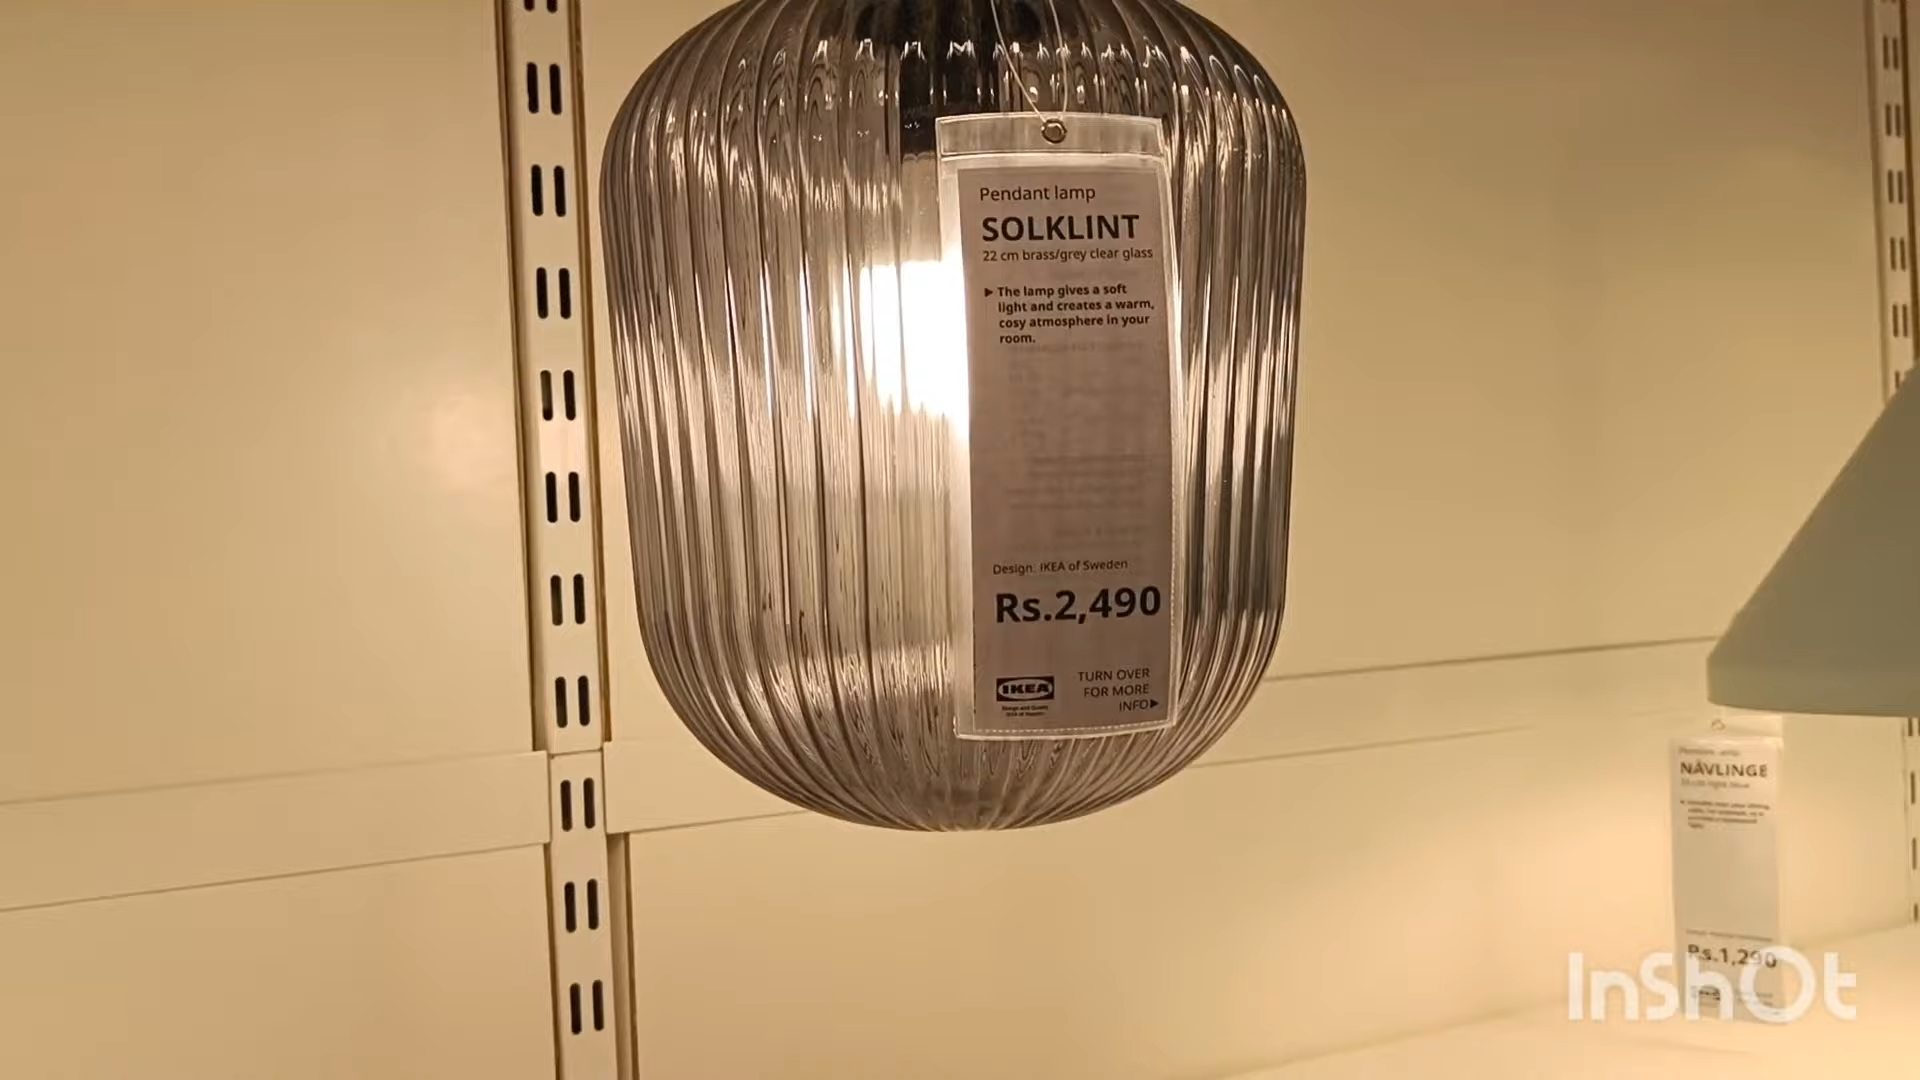 Pendant lamp
SOLKLINT
22 cm brass/grey clear glass
▶ The lamp gives a soft
light and creates a warm,
cosy atmosphere in your
room.
Design: IKEA of Sweden
Rs.2,490
IKEA
TURN OVER
FOR MORE
INFO▶
Pendant lamp
NÄVLINGE
Rs.1,290
InShOt